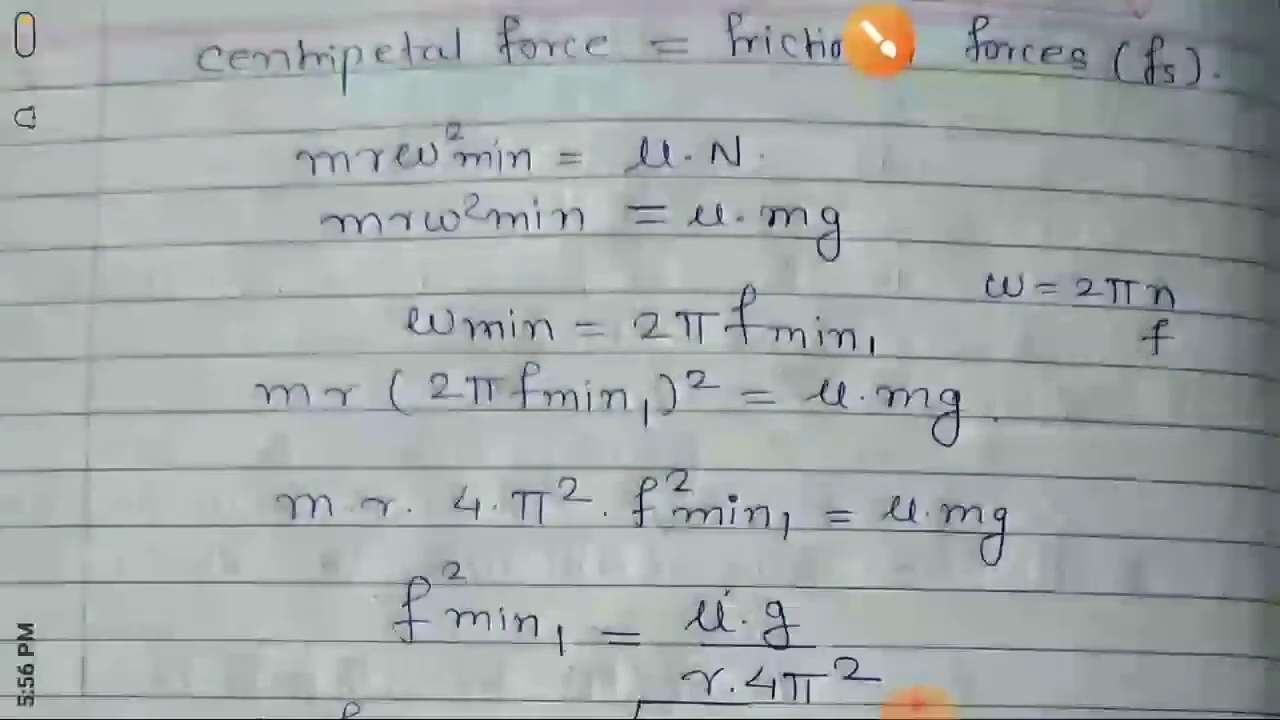 centripetal force = frictio forces (fs).
mrω²min = μ.N.
mrω²min = μ.mg
ω = 2πn
f
ωmin = 2πfmin,
mr (2πfmin,)² = μ.mg.
m.r. 4.π². f²min, = μ.mg
f²min, = μ.g
r.4π²
5:56 PM